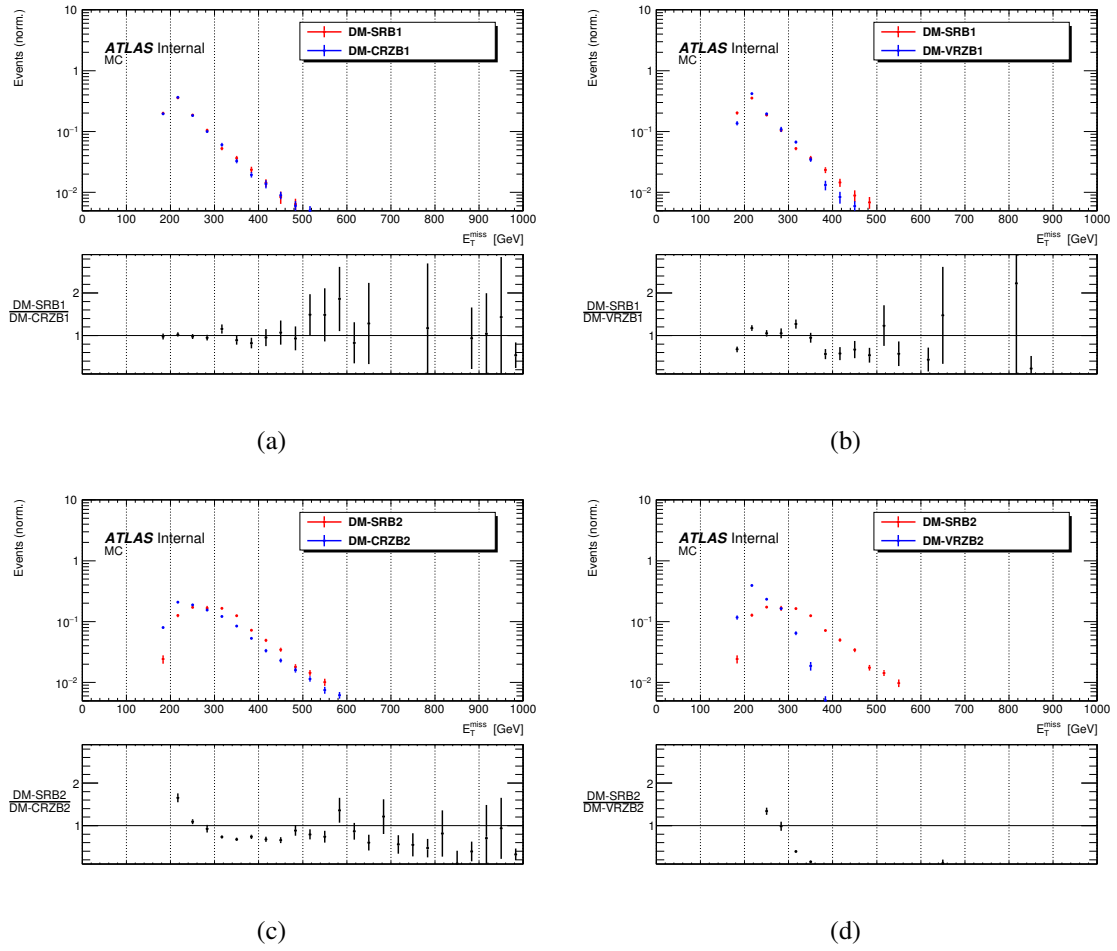 10
1
10⁻¹
10⁻²
Events (norm.)
ATLAS Internal
MC
DM-SRB1
DM-CRZB1
0 100 200 300 400 500 600 700 800 900 1000
E_T^miss [GeV]
DM-SRB1
DM-CRZB1
2
1
(a)
10
1
10⁻¹
10⁻²
Events (norm.)
ATLAS Internal
MC
DM-SRB1
DM-VRZB1
0 100 200 300 400 500 600 700 800 900 1000
E_T^miss [GeV]
DM-SRB1
DM-VRZB1
2
1
(b)
10
1
10⁻¹
10⁻²
Events (norm.)
ATLAS Internal
MC
DM-SRB2
DM-CRZB2
0 100 200 300 400 500 600 700 800 900 1000
E_T^miss [GeV]
DM-SRB2
DM-CRZB2
2
1
(c)
10
1
10⁻¹
10⁻²
Events (norm.)
ATLAS Internal
MC
DM-SRB2
DM-VRZB2
0 100 200 300 400 500 600 700 800 900 1000
E_T^miss [GeV]
DM-SRB2
DM-VRZB2
2
1
(d)